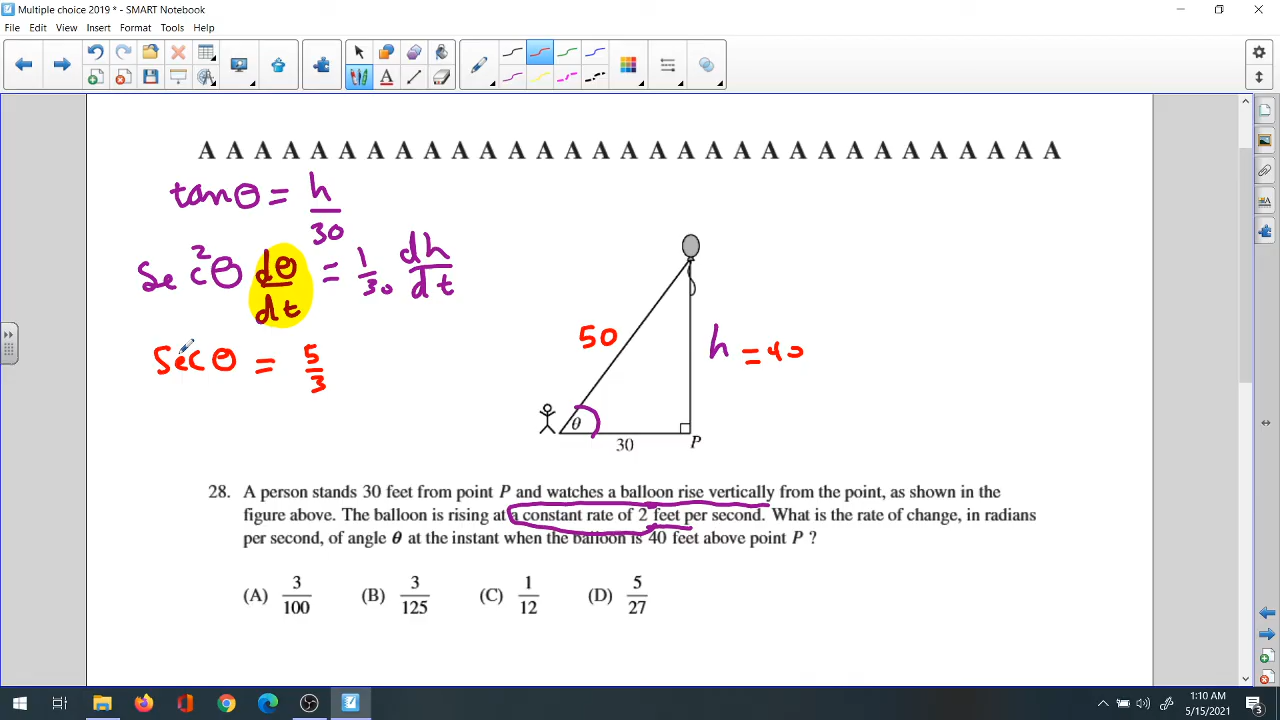 Multiple choice 2019 * - SMART Notebook
File Edit View Insert Format Tools Help
A A A A A A A A A A A A A A A A A A A A A A A A A A A A A A A
tanθ = h/30
sec²θ dθ/dt = 1/30 dh/dt
secθ = 5/3
50
h = 40
θ
30
P
28. A person stands 30 feet from point P and watches a balloon rise vertically from the point, as shown in the
figure above. The balloon is rising at a constant rate of 2 feet per second. What is the rate of change, in radians
per second, of angle θ at the instant when the balloon is 40 feet above point P ?
(A) 3/100 (B) 3/125 (C) 1/12 (D) 5/27
1:10 AM
5/15/2021
3